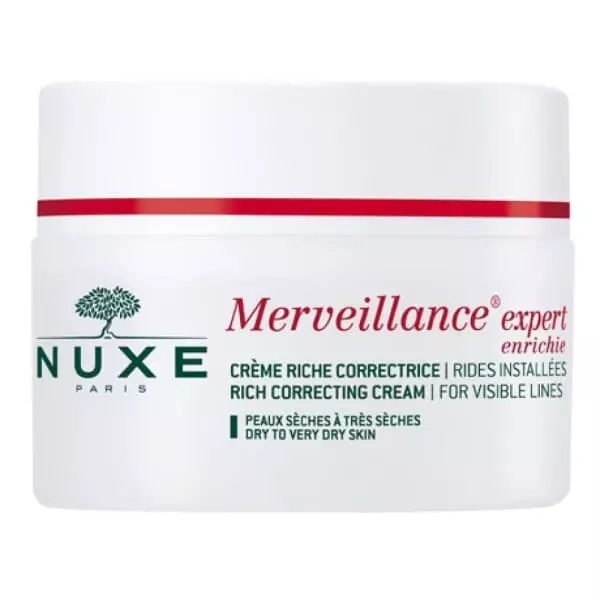 NUXE
PARIS
Merveillance® expert
enrichie
CRÈME RICHE CORRECTRICE | RIDES INSTALLÉES
RICH CORRECTING CREAM | FOR VISIBLE LINES
PEAUX SÈCHES À TRÈS SÈCHES
DRY TO VERY DRY SKIN